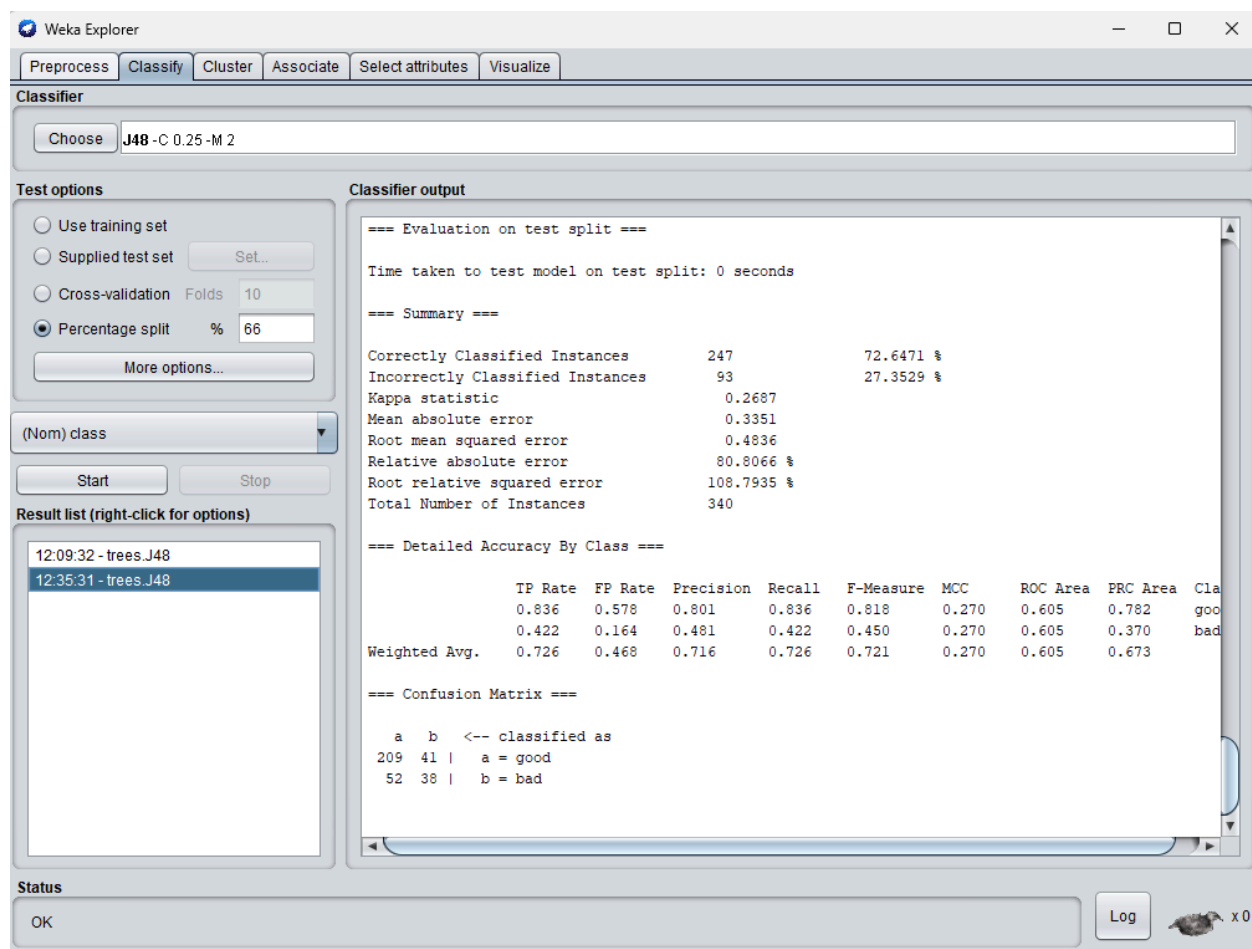 Weka Explorer
Preprocess Classify Cluster Associate Select attributes Visualize
Classifier
Choose J48 -C 0.25 -M 2
Test options
Use training set
Supplied test set Set...
Cross-validation Folds 10
Percentage split % 66
More options...
(Nom) class
Start Stop
Result list (right-click for options)
12:09:32 - trees.J48
12:35:31 - trees.J48
Classifier output
=== Evaluation on test split ===
Time taken to test model on test split: 0 seconds
=== Summary ===
Correctly Classified Instances 247 72.6471 %
Incorrectly Classified Instances 93 27.3529 %
Kappa statistic 0.2687
Mean absolute error 0.3351
Root mean squared error 0.4836
Relative absolute error 80.8066 %
Root relative squared error 108.7935 %
Total Number of Instances 340
=== Detailed Accuracy By Class ===
TP Rate FP Rate Precision Recall F-Measure MCC ROC Area PRC Area Cla
0.836 0.578 0.801 0.836 0.818 0.270 0.605 0.782 goo
0.422 0.164 0.481 0.422 0.450 0.270 0.605 0.370 bad
Weighted Avg. 0.726 0.468 0.716 0.726 0.721 0.270 0.605 0.673
=== Confusion Matrix ===
a b <-- classified as
209 41 | a = good
52 38 | b = bad
Status
OK
Log
x 0